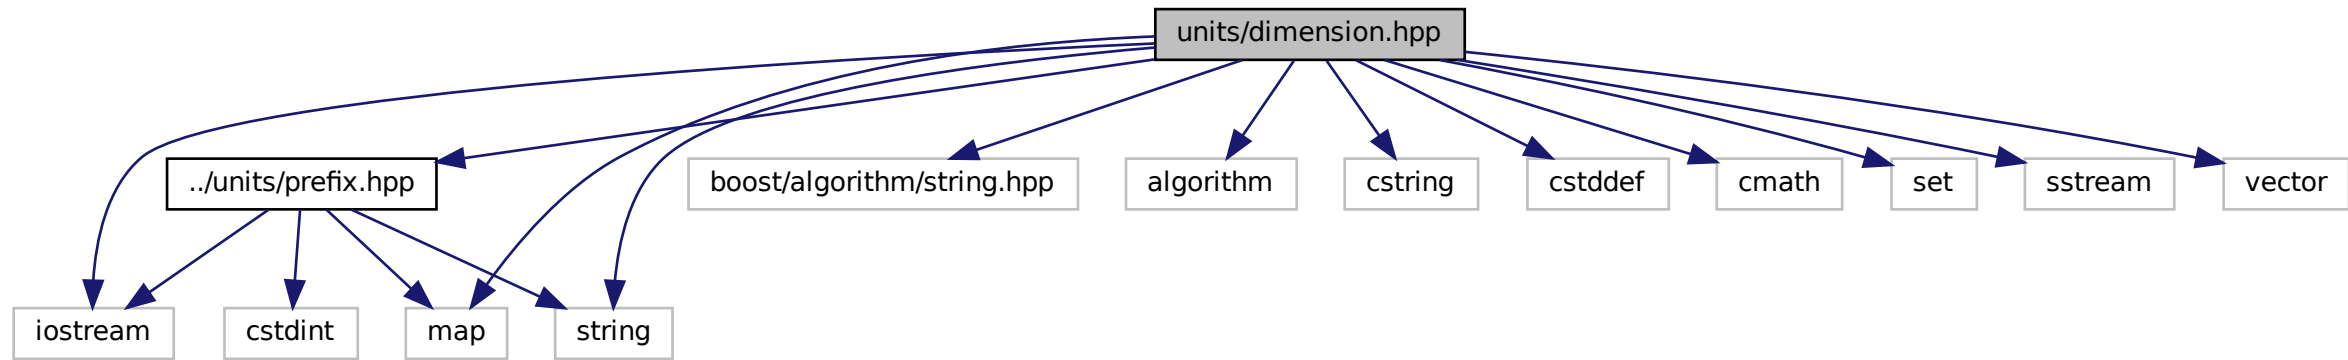 units/dimension.hpp
../units/prefix.hpp
boost/algorithm/string.hpp
algorithm
cstring
cstddef
cmath
set
sstream
vector
iostream
cstdint
map
string